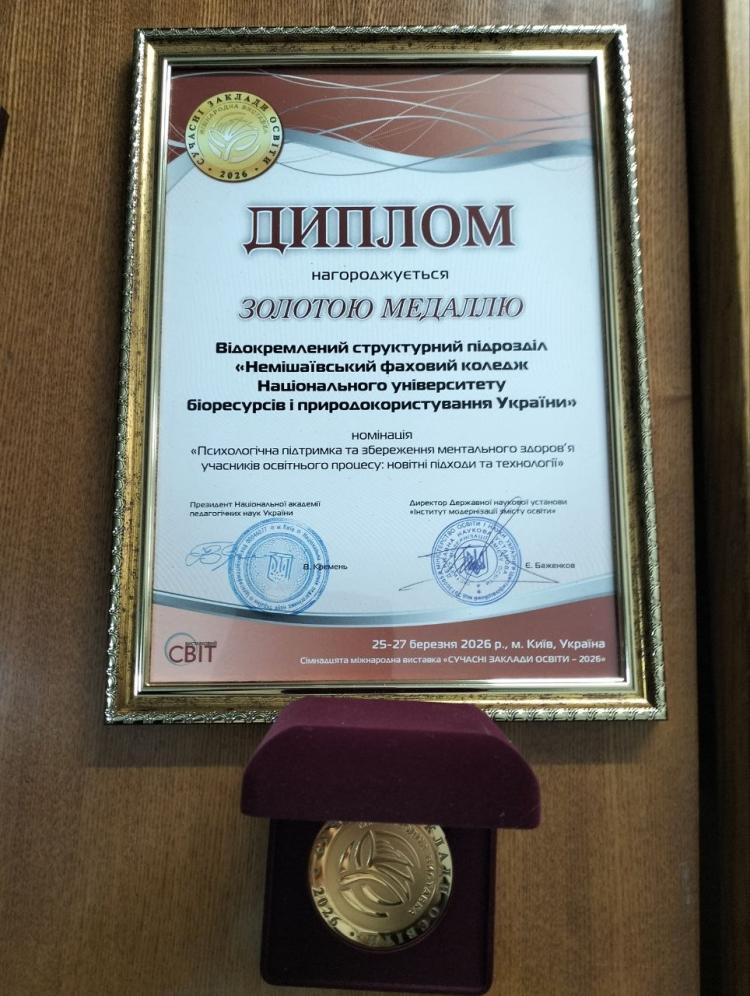 СУЧАСНІ ЗАКЛАДИ ОСВІТИ
МІЖНАРОДНА ВИСТАВКА
2026
ДИПЛОМ
нагороджується
ЗОЛОТОЮ МЕДАЛЛЮ
Відокремлений структурний підрозділ
«Немішаївський фаховий коледж
Національного університету
біоресурсів і природокористування України»
номінація
«Психологічна підтримка та збереження ментального здоров'я
учасників освітнього процесу: новітні підходи та технології»
Президент Національної академії
педагогічних наук України
В. Кремень
Директор Державної наукової установи
«Інститут модернізації змісту освіти»
Є. Баженков
СВІТ
25-27 березня 2026 р., м. Київ, Україна
Сімнадцята міжнародна виставка «СУЧАСНІ ЗАКЛАДИ ОСВІТИ – 2026»
2026
ОСВІТИ